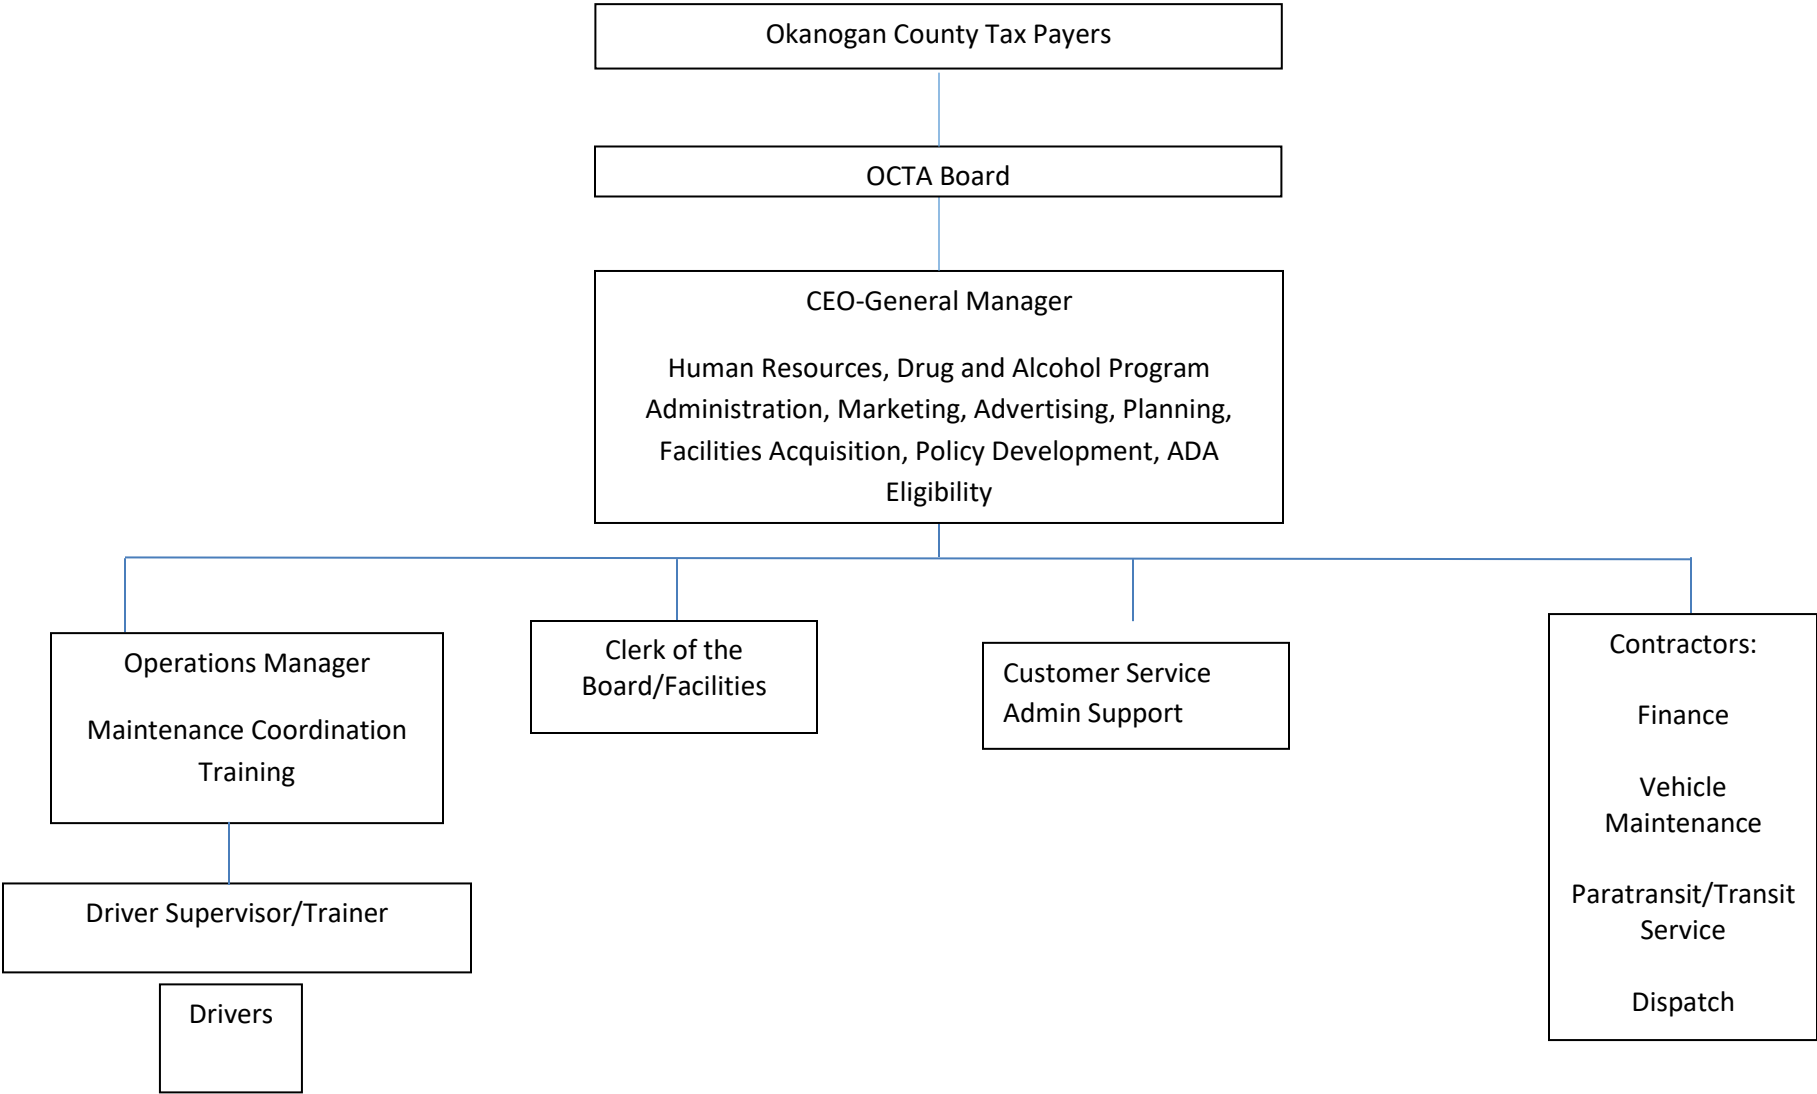 Okanogan County Tax Payers
OCTA Board
CEO-General Manager
Human Resources, Drug and Alcohol Program
Administration, Marketing, Advertising, Planning,
Facilities Acquisition, Policy Development, ADA
Eligibility
Operations Manager
Maintenance Coordination
Training
Clerk of the
Board/Facilities
Customer Service
Admin Support
Contractors:
Finance
Vehicle
Maintenance
Paratransit/Transit
Service
Dispatch
Driver Supervisor/Trainer
Drivers